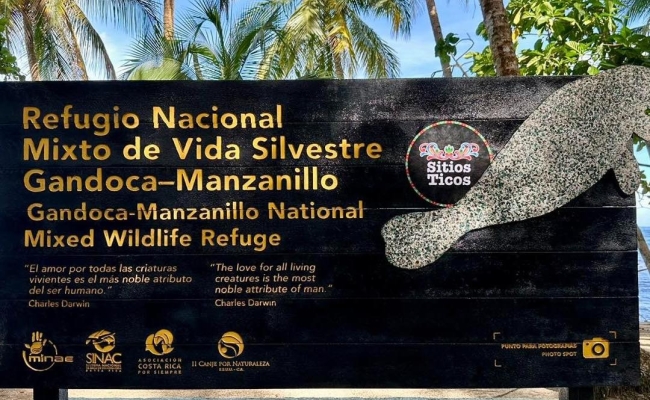 Refugio Nacional
Mixto de Vida Silvestre
Gandoca–Manzanillo
Gandoca-Manzanillo National
Mixed Wildlife Refuge
Sitios
Ticos
"El amor por todas las criaturas
vivientes es el más noble atributo
del ser humano."
Charles Darwin
"The love for all living
creatures is the most
noble attribute of man."
Charles Darwin
minae
SINAC
ASOCIACIÓN
COSTA RICA
POR SIEMPRE
II CANJE POR NATURALEZA
PUNTO PARA FOTOGRAFÍAS
PHOTO SPOT